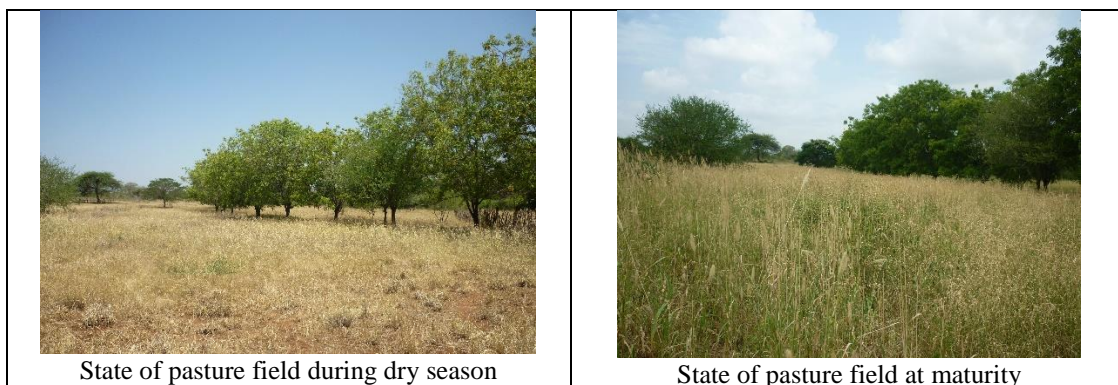 State of pasture field during dry season
State of pasture field at maturity